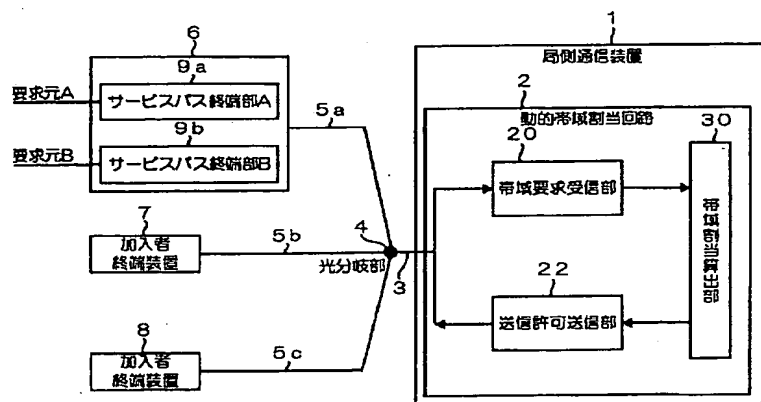 1
局側通信装置
2
動的帯域割当回路
20
帯域要求受信部
30
帯域割当算出部
22
送信許可送信部
6
9a
要求元A
サービスパス終端部A
9b
要求元B
サービスパス終端部B
5a
7
加入者
終端装置
5b
4
光分岐部
3
8
加入者
終端装置
5c